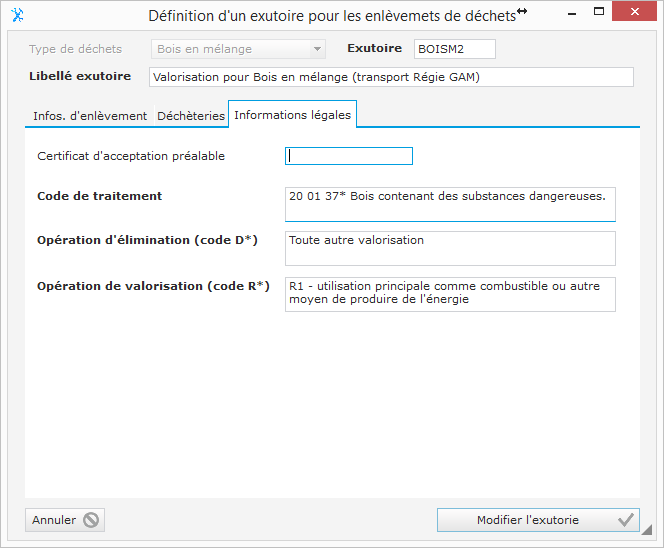 Définition d'un exutoire pour les enlèvemets de déchets
Type de déchets Bois en mélange Exutoire BOISM2
Libellé exutoire Valorisation pour Bois en mélange (transport Régie GAM)
Infos. d'enlèvement Déchèteries Informations légales
Certificat d'acceptation préalable
Code de traitement 20 01 37* Bois contenant des substances dangereuses.
Opération d'élimination (code D*) Toute autre valorisation
Opération de valorisation (code R*) R1 - utilisation principale comme combustible ou autre
moyen de produire de l'énergie
Annuler Modifier l'exutorie